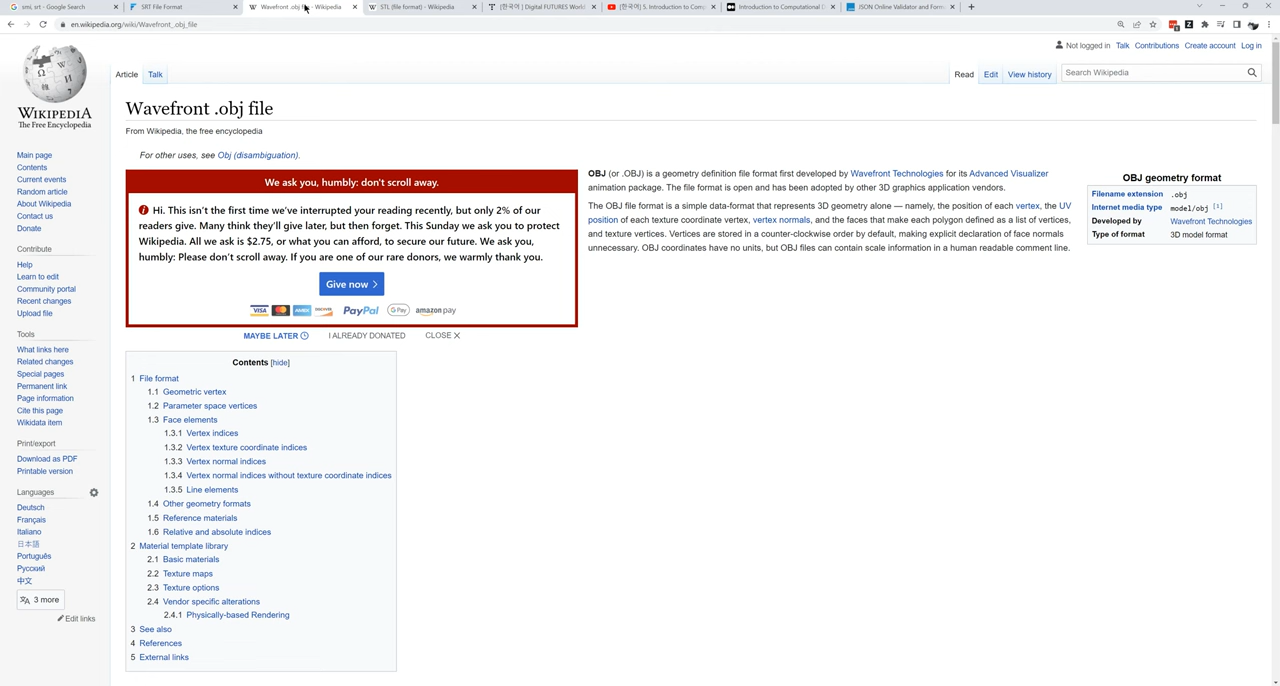 smi, srt - Google Search
SRT File Format
Wavefront .obj
- Wikipedia
STL (file format) - Wikipedia
[한국어] | Digital FUTURES World
[한국어] 5. Introduction to Com
Introduction to Computational D
JSON Online Validator and Form
en.wikipedia.org/wiki/Wavefront_.obj_file
Not logged in Talk Contributions Create account Log in
Article Talk
Read Edit View history
Search Wikipedia
WIKIPEDIA
The Free Encyclopedia
Main page
Contents
Current events
Random article
About Wikipedia
Contact us
Donate
Contribute
Help
Learn to edit
Community portal
Recent changes
Upload file
Tools
What links here
Related changes
Special pages
Permanent link
Page information
Cite this page
Wikidata item
Print/export
Download as PDF
Printable version
Languages
Deutsch
Français
Italiano
日本語
Português
Русский
中文
3 more
Edit links
Wavefront .obj file
From Wikipedia, the free encyclopedia
For other uses, see Obj (disambiguation).
We ask you, humbly: don't scroll away.
Hi. This isn't the first time we've interrupted your reading recently, but only 2% of our
readers give. Many think they'll give later, but then forget. This Sunday we ask you to protect
Wikipedia. All we ask is $2.75, or what you can afford, to secure our future. We ask you,
humbly: Please don't scroll away. If you are one of our rare donors, we warmly thank you.
Give now
VISA AMEX DISCOVER PayPal G Pay amazon pay
MAYBE LATER I ALREADY DONATED CLOSE
OBJ (or .OBJ) is a geometry definition file format first developed by Wavefront Technologies for its Advanced Visualizer
animation package. The file format is open and has been adopted by other 3D graphics application vendors.
The OBJ file format is a simple data-format that represents 3D geometry alone — namely, the position of each vertex, the UV
position of each texture coordinate vertex, vertex normals, and the faces that make each polygon defined as a list of vertices,
and texture vertices. Vertices are stored in a counter-clockwise order by default, making explicit declaration of face normals
unnecessary. OBJ coordinates have no units, but OBJ files can contain scale information in a human readable comment line.
OBJ geometry format
Filename extension .obj
Internet media type model/obj [1]
Developed by Wavefront Technologies
Type of format 3D model format
Contents [hide]
1 File format
1.1 Geometric vertex
1.2 Parameter space vertices
1.3 Face elements
1.3.1 Vertex indices
1.3.2 Vertex texture coordinate indices
1.3.3 Vertex normal indices
1.3.4 Vertex normal indices without texture coordinate indices
1.3.5 Line elements
1.4 Other geometry formats
1.5 Reference materials
1.6 Relative and absolute indices
2 Material template library
2.1 Basic materials
2.2 Texture maps
2.3 Texture options
2.4 Vendor specific alterations
2.4.1 Physically-based Rendering
3 See also
4 References
5 External links